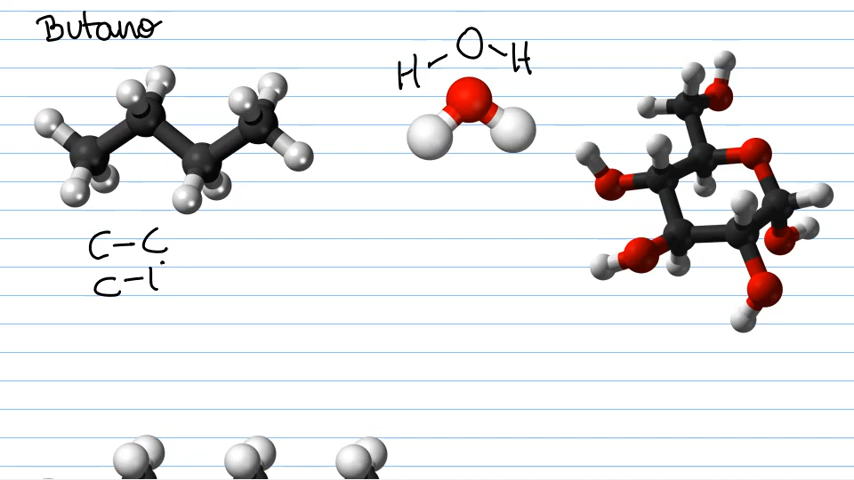 Butano
H - O - H
C - C
C -